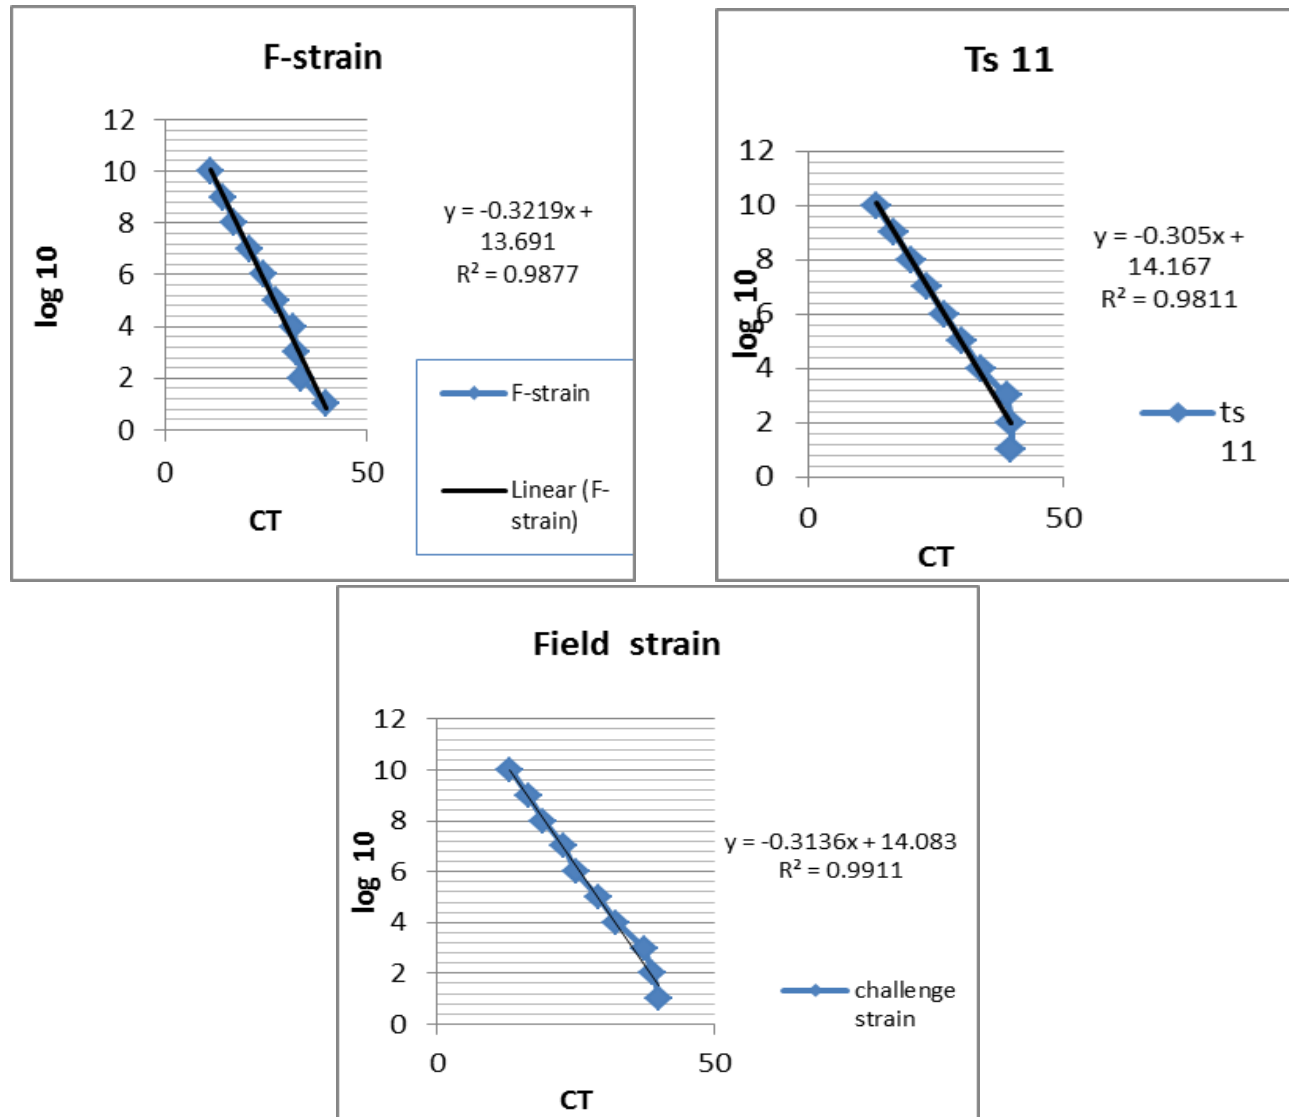 F-strain
12
10
8
6
4
2
0
0 50
log 10
CT
y = -0.3219x +
13.691
R² = 0.9877
F-strain
Linear (F-
strain)
Ts 11
12
10
8
6
4
2
0
0 50
log 10
CT
y = -0.305x +
14.167
R² = 0.9811
ts
11
Field strain
12
10
8
6
4
2
0
0 50
log 10
CT
y = -0.3136x + 14.083
R² = 0.9911
challenge
strain